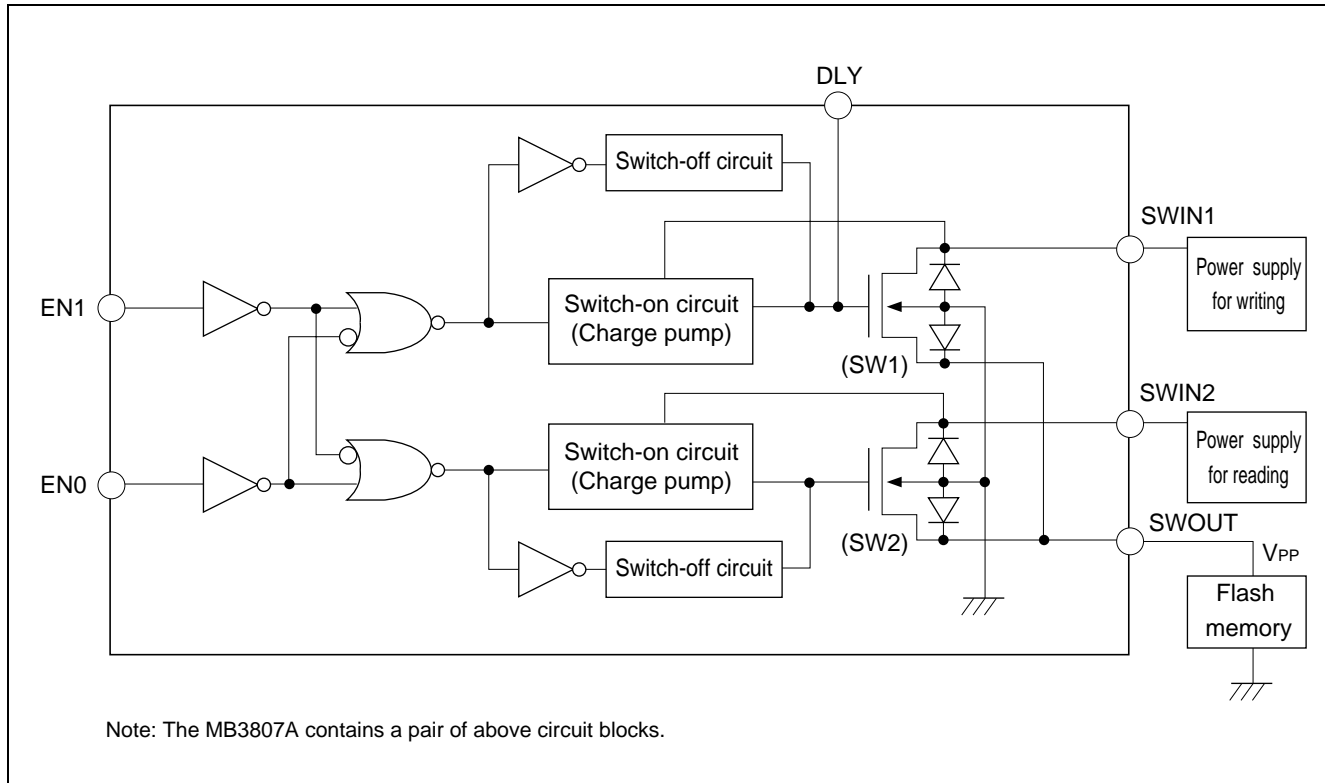 DLY
Switch-off circuit
SWIN1
Power supply
for writing
EN1
Switch-on circuit
(Charge pump)
(SW1)
SWIN2
Power supply
for reading
Switch-on circuit
(Charge pump)
EN0
SWOUT
(SW2)
VPP
Switch-off circuit
Flash
memory
Note: The MB3807A contains a pair of above circuit blocks.